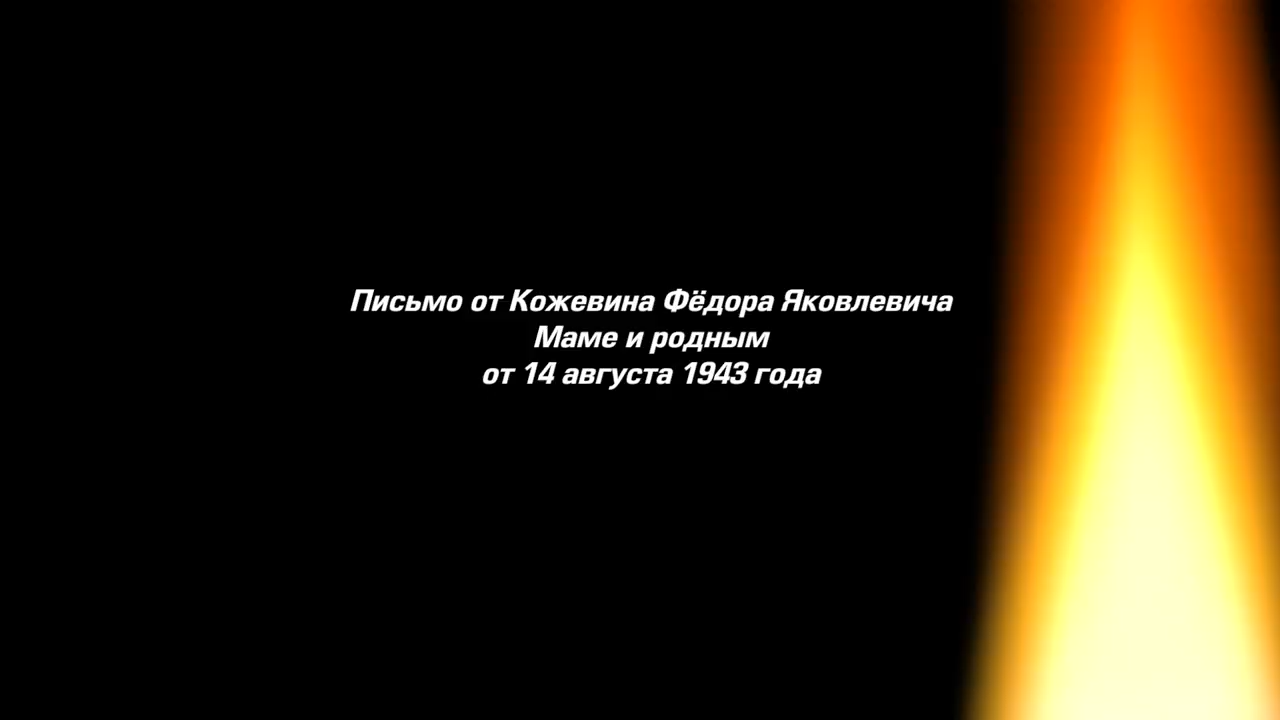 Письмо от Кожевина Фёдора Яковлевича
Маме и родным
от 14 августа 1943 года